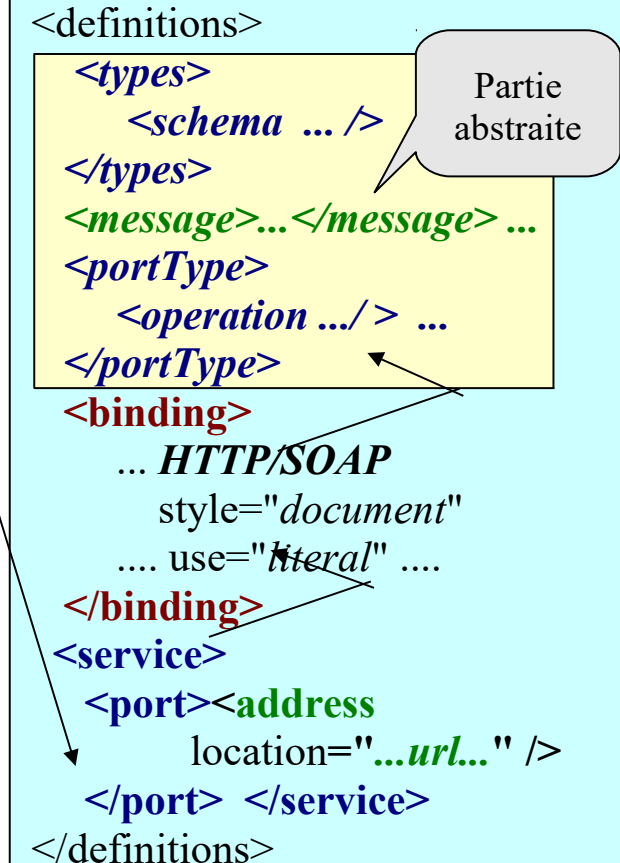 <definitions>
<types>
<schema ... />
</types>
<message>...</message> ...
<portType>
<operation .../ > ...
</portType>
Partie
abstraite
<binding>
... HTTP/SOAP
style="document"
.... use="literal" ....
</binding>
<service>
<port><address
location="...url..." />
</port> </service>
</definitions>